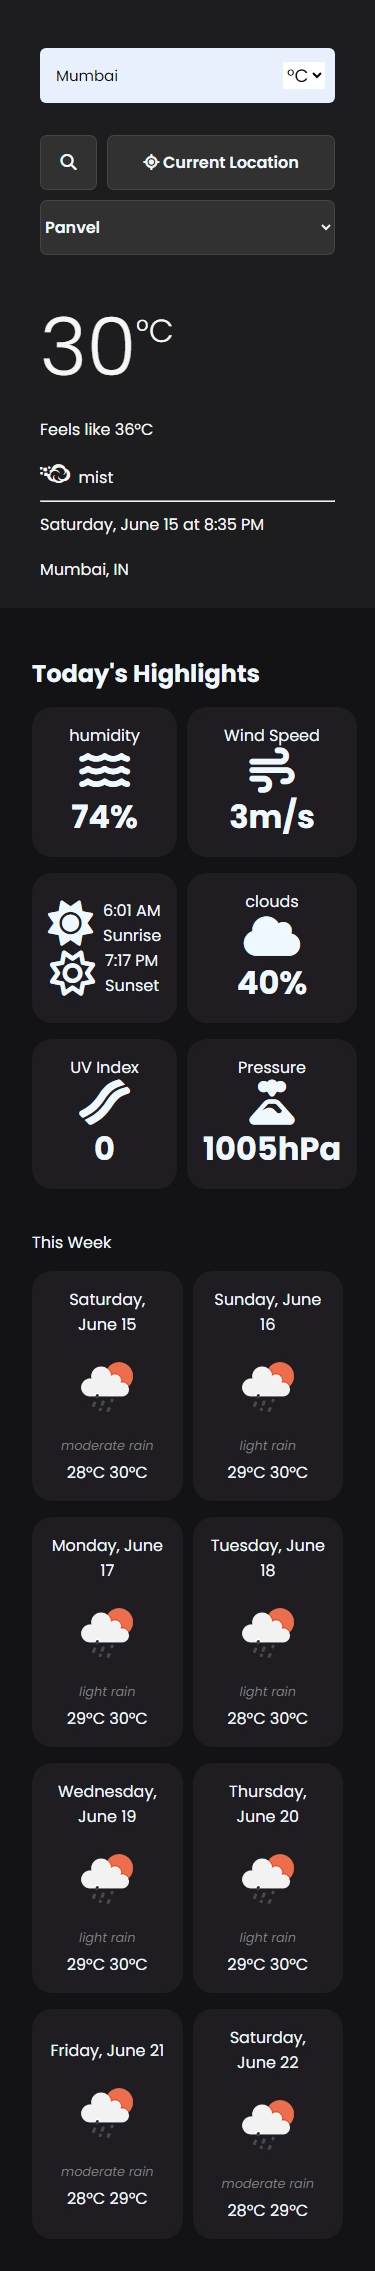 Mumbai
°C
Current Location
Panvel
30°C
Feels like 36°C
mist
Saturday, June 15 at 8:35 PM
Mumbai, IN
Today's Highlights
humidity
74%
Wind Speed
3m/s
6:01 AM
Sunrise
7:17 PM
Sunset
clouds
40%
UV Index
0
Pressure
1005hPa
This Week
Saturday,
June 15
moderate rain
28°C 30°C
Sunday, June
16
light rain
29°C 30°C
Monday, June
17
light rain
29°C 30°C
Tuesday, June
18
light rain
28°C 30°C
Wednesday,
June 19
light rain
29°C 30°C
Thursday,
June 20
light rain
29°C 30°C
Friday, June 21
moderate rain
28°C 29°C
Saturday,
June 22
moderate rain
28°C 29°C